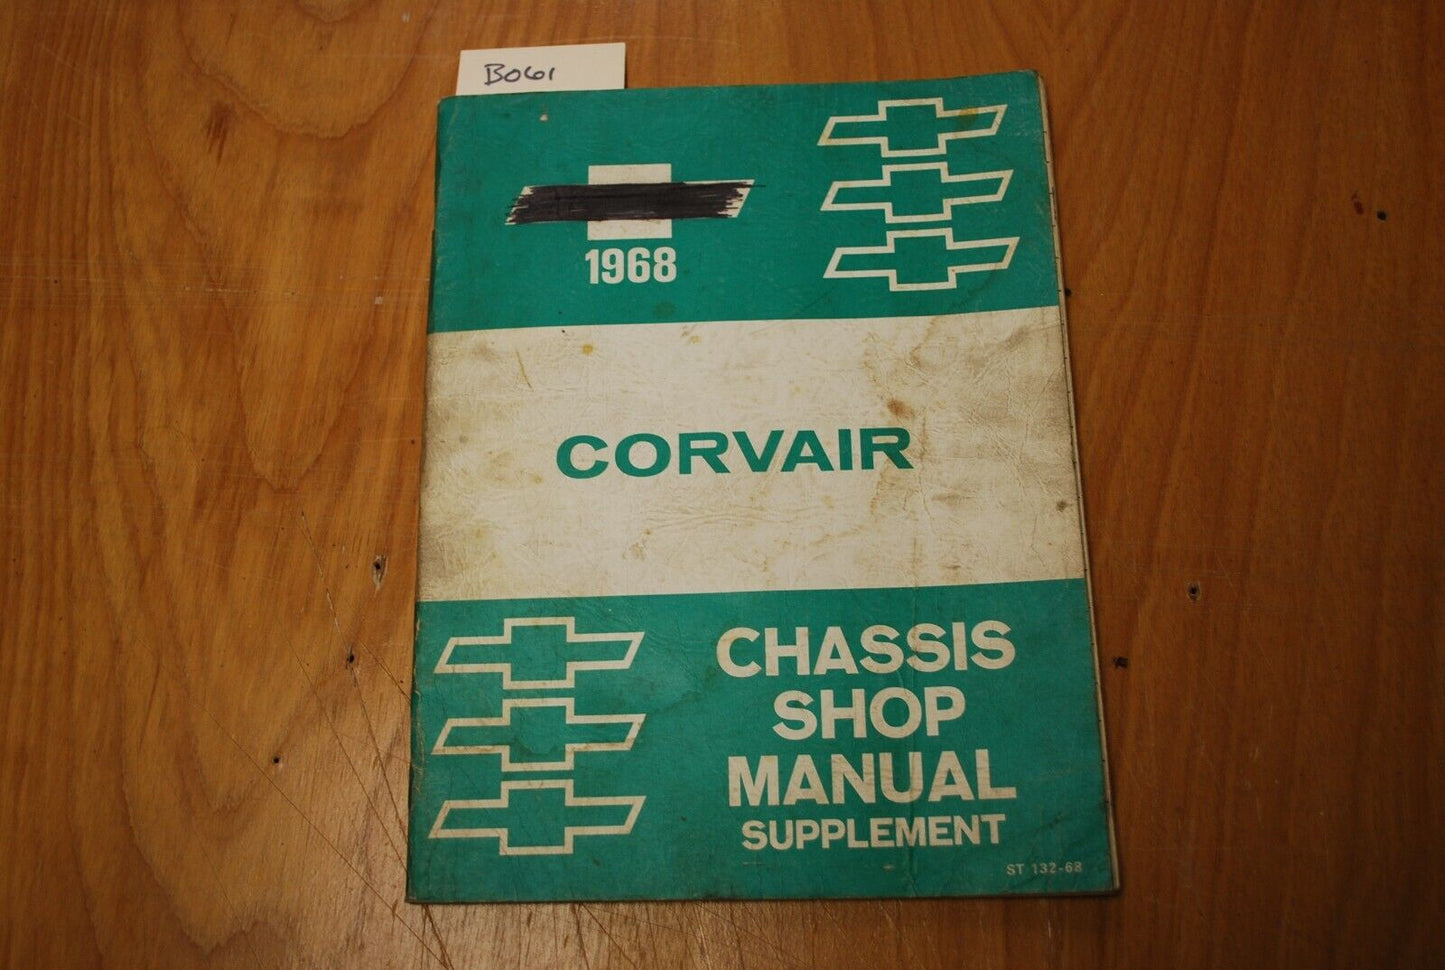 B061
1968
CORVAIR
CHASSIS
SHOP
MANUAL
SUPPLEMENT
ST 132-68